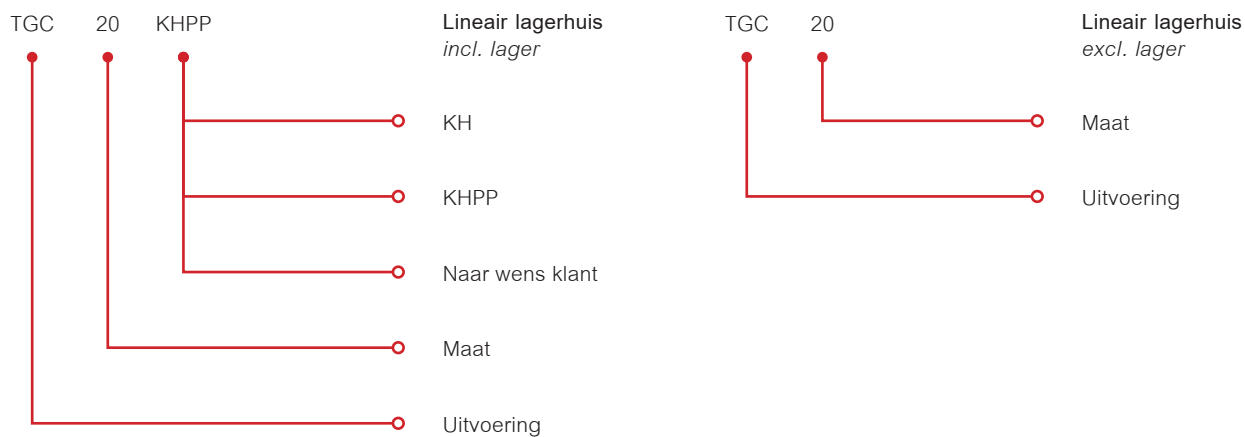 TGC 20 KHPP
Lineair lagerhuis
incl. lager
KH
KHPP
Naar wens klant
Maat
Uitvoering
TGC 20
Lineair lagerhuis
excl. lager
Maat
Uitvoering